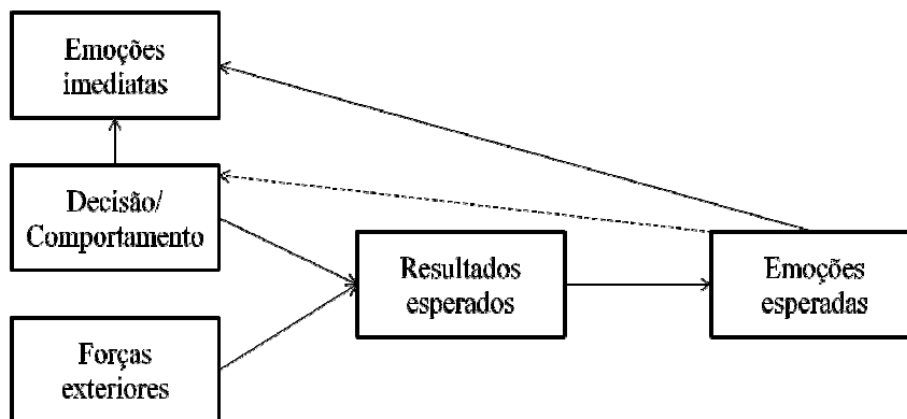 Emoções
imediatas
Decisão/
Comportamento
Resultados
esperados
Emoções
esperadas
Forças
exteriores